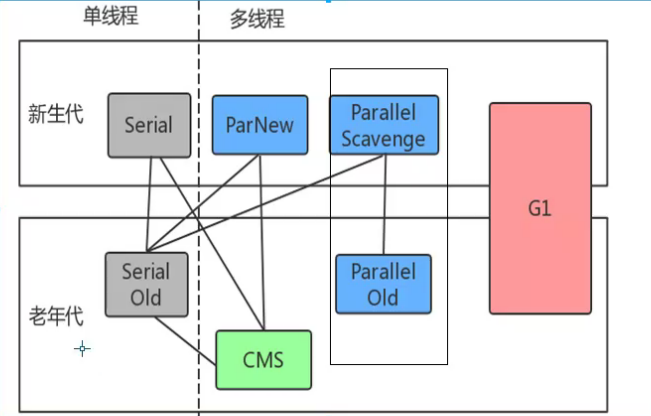 单线程
多线程
新生代
Serial
ParNew
Parallel
Scavenge
G1
老年代
Serial
Old
Parallel
Old
CMS